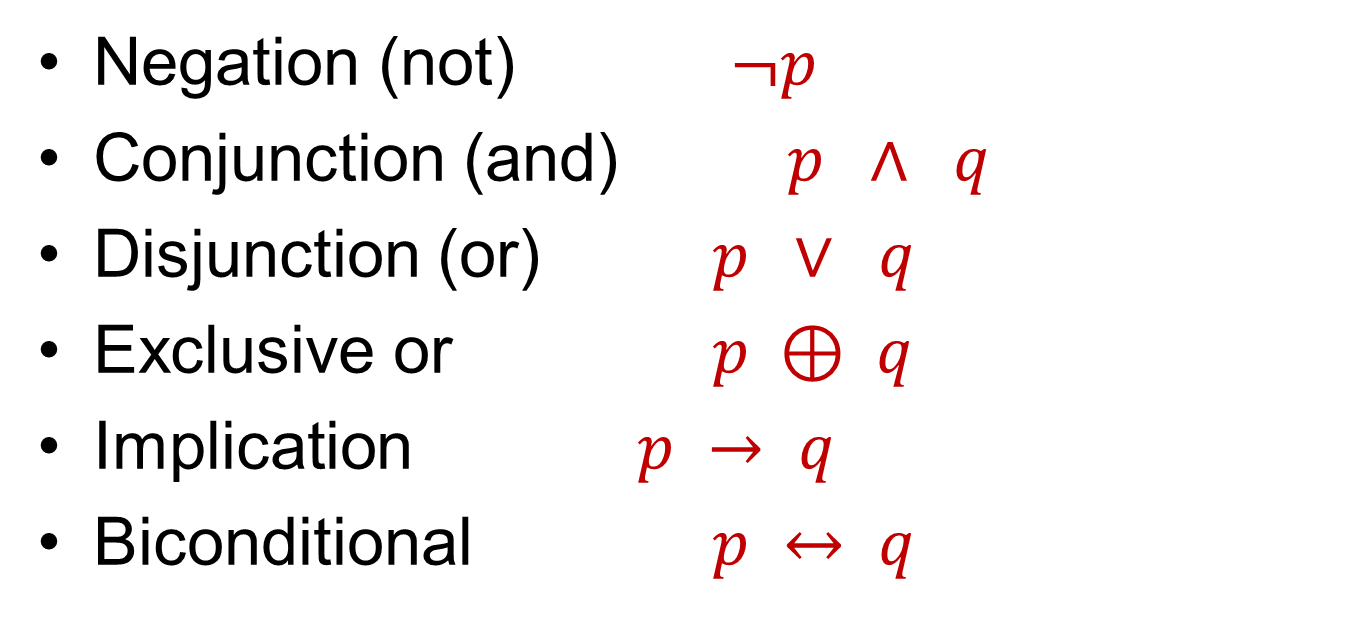 • Negation (not) ¬p
• Conjunction (and) p ∧ q
• Disjunction (or) p ∨ q
• Exclusive or p ⊕ q
• Implication p → q
• Biconditional p ↔ q